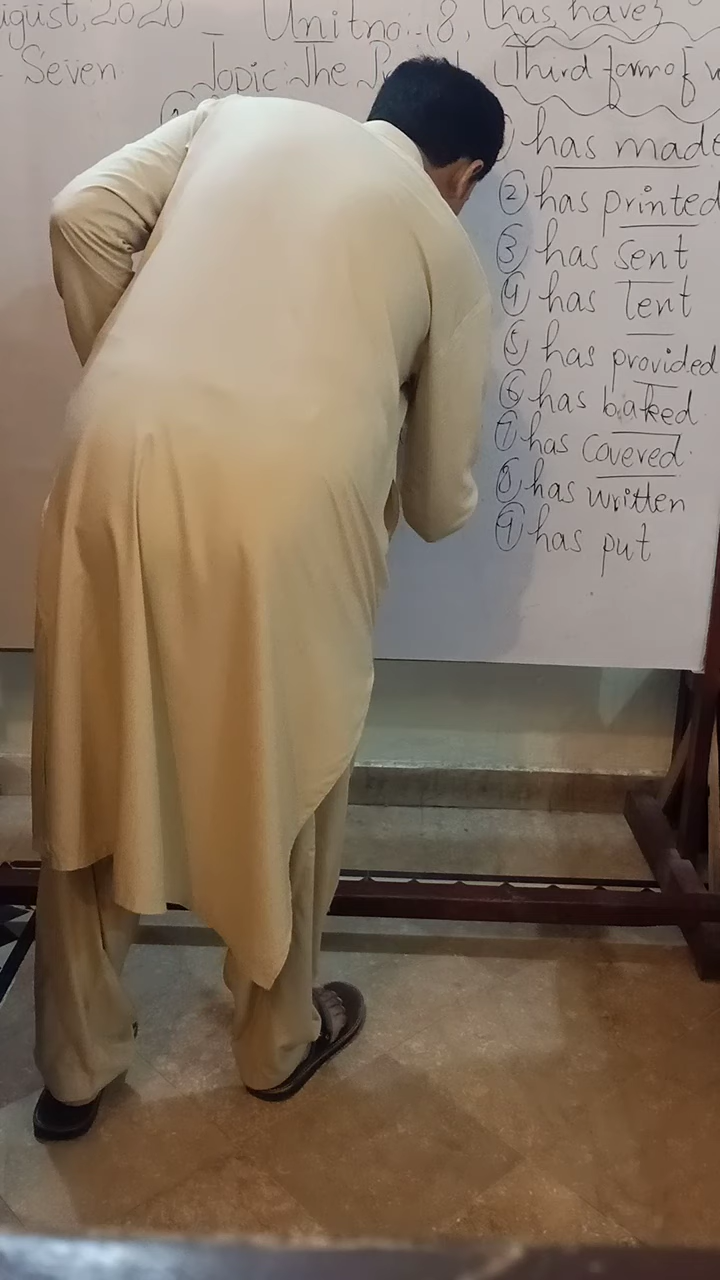 ugust, 2020 Unit no:-18, (has, have)
Seven Topic: The (Third form of v
has made
② has printed
③ has sent
④ has lent
⑤ has provided
⑥ has baked
⑦ has covered
⑧ has written
⑨ has put